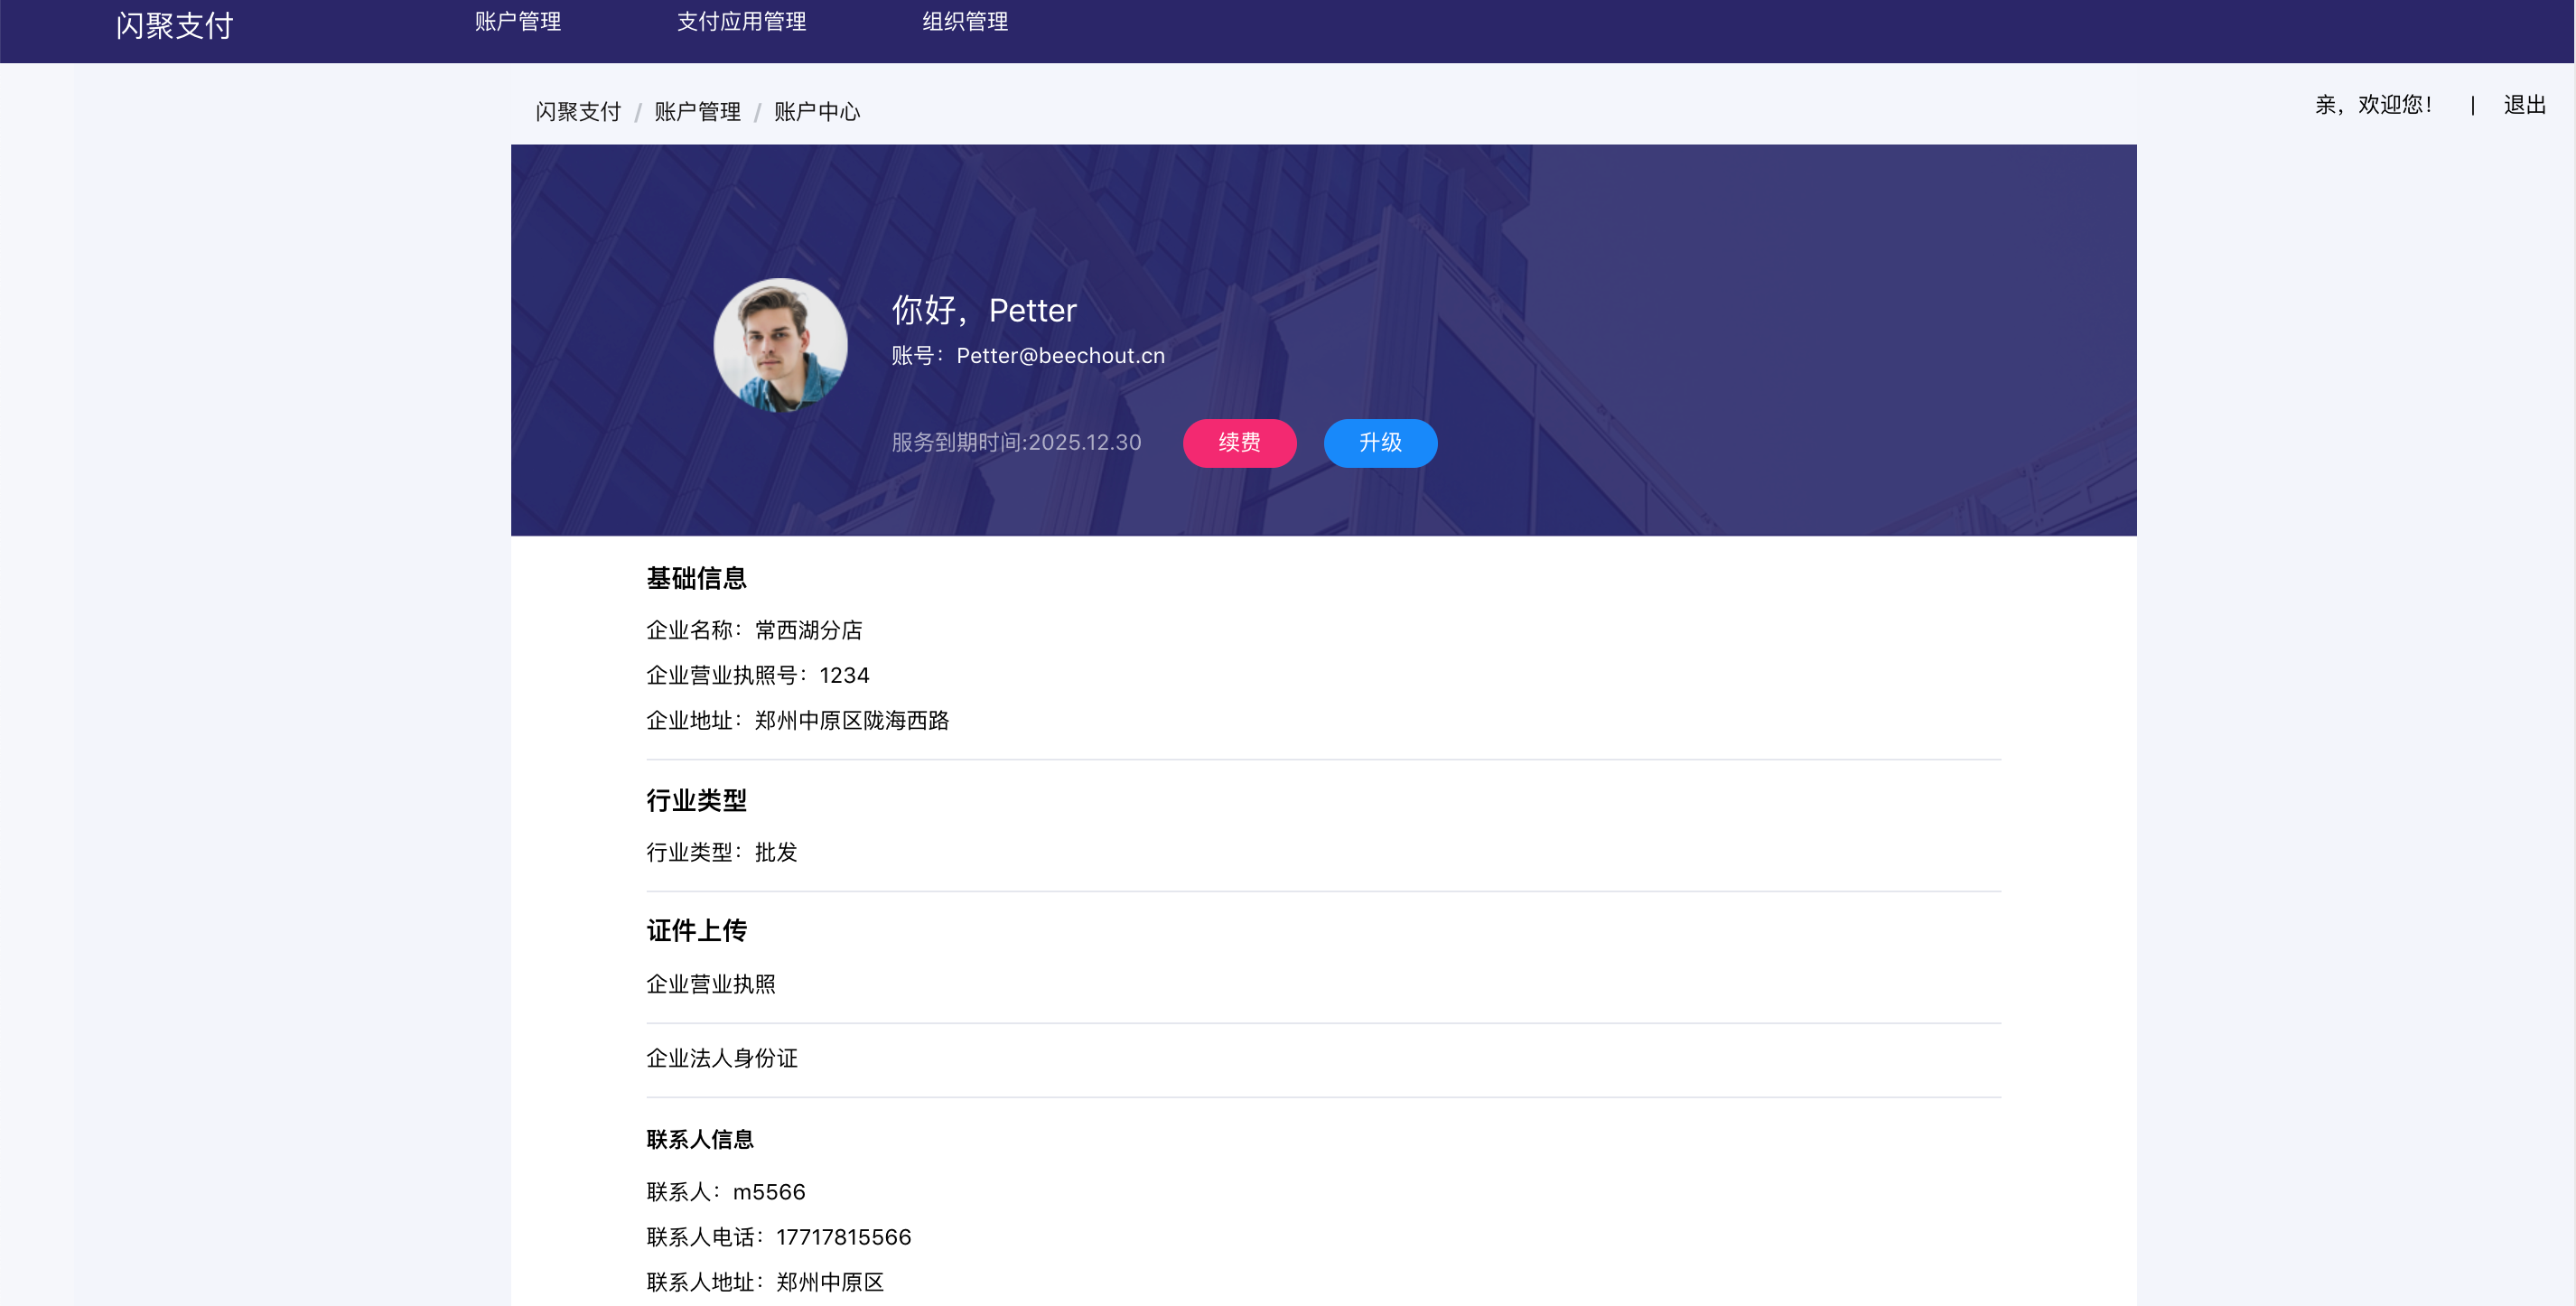 闪聚支付 账户管理 支付应用管理 组织管理
闪聚支付 / 账户管理 / 账户中心
亲，欢迎您！ | 退出
你好，Petter
账号：Petter@beechout.cn
服务到期时间:2025.12.30 续费 升级
基础信息
企业名称：常西湖分店
企业营业执照号：1234
企业地址：郑州中原区陇海西路
行业类型
行业类型：批发
证件上传
企业营业执照
企业法人身份证
联系人信息
联系人：m5566
联系人电话：17717815566
联系人地址：郑州中原区